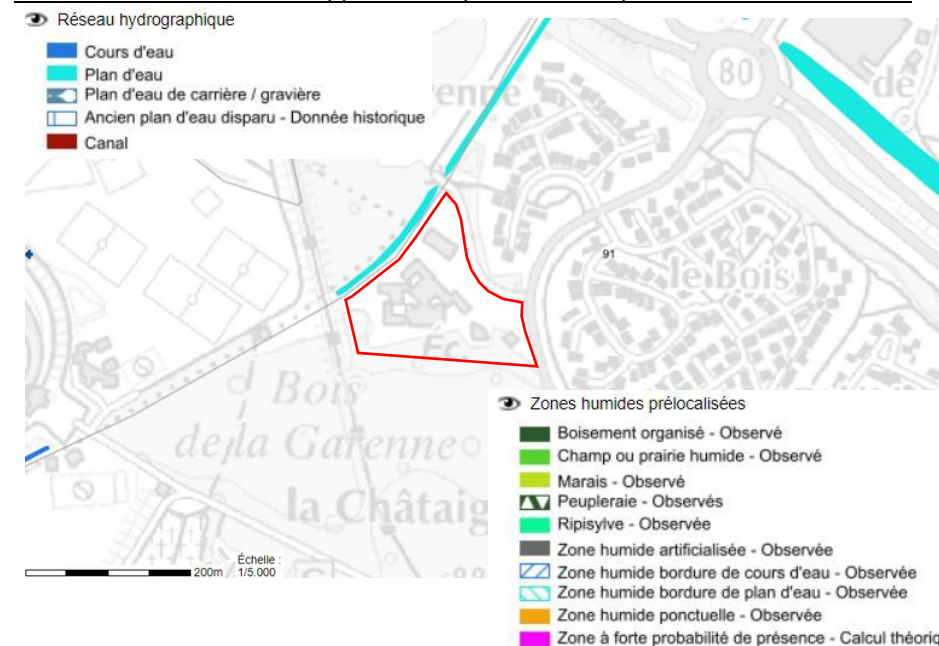 Réseau hydrographique
Cours d'eau
Plan d'eau
Plan d'eau de carrière / gravière
Ancien plan d'eau disparu - Donnée historique
Canal
80
de
91
le Bois
Éc.
Bois
de la Garenne
la Châtaig
Échelle :
200m 1/5.000
Zones humides prélocalisées
Boisement organisé - Observé
Champ ou prairie humide - Observé
Marais - Observé
Peupleraie - Observés
Ripisylve - Observée
Zone humide artificialisée - Observée
Zone humide bordure de cours d'eau - Observée
Zone humide bordure de plan d'eau - Observée
Zone humide ponctuelle - Observée
Zone à forte probabilité de présence - Calcul théoriq